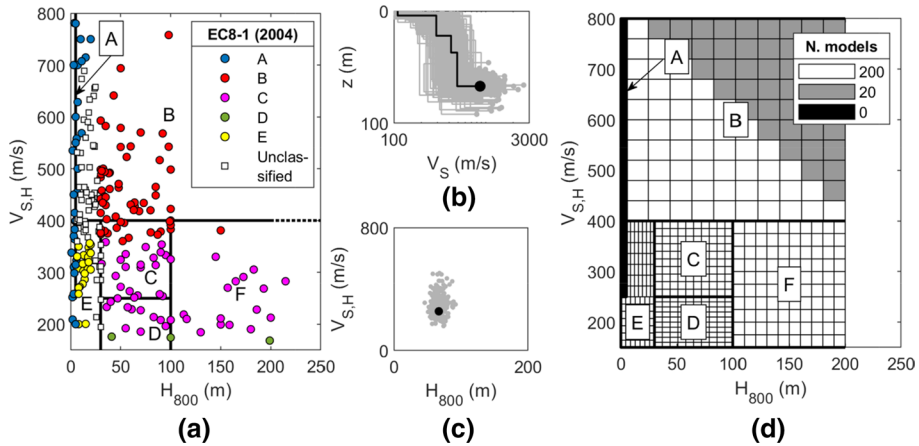 800
700
600
500
400
300
200
V_S,H (m/s)
0 50 100 150 200 250
H_800 (m)
A
B
C
D
E
F
EC8-1 (2004)
A
B
C
D
E
Unclas-
sified
(a)
0
z (m)
100
100 3000
V_S (m/s)
(b)
800
V_S,H (m/s)
0
0 200
H_800 (m)
(c)
800
700
600
500
400
300
200
V_S,H (m/s)
0 50 100 150 200 250
H_800 (m)
A
B
C
D
E
F
N. models
200
20
0
(d)